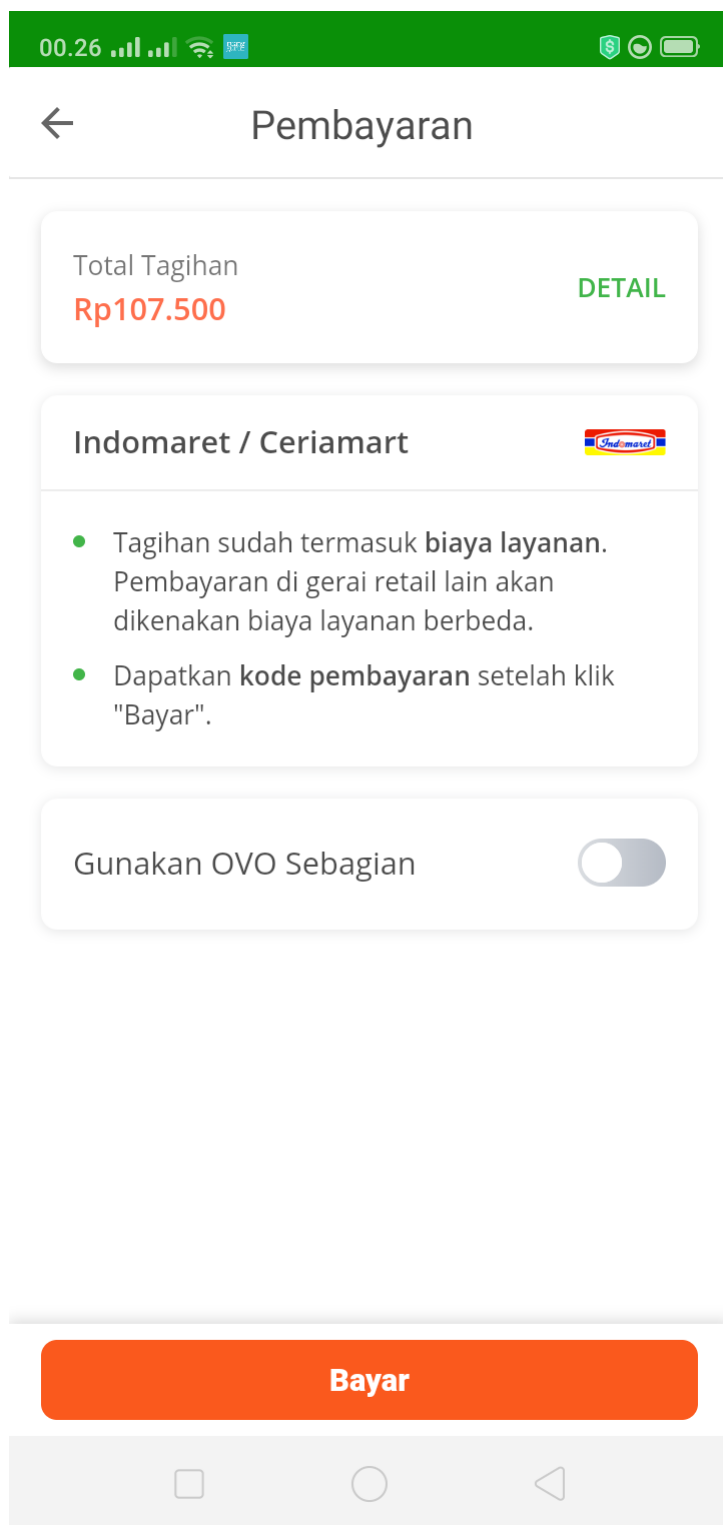 00.26
Pembayaran
Total Tagihan
Rp107.500
DETAIL
Indomaret / Ceriamart
Indomaret
Tagihan sudah termasuk biaya layanan.
Pembayaran di gerai retail lain akan
dikenakan biaya layanan berbeda.
Dapatkan kode pembayaran setelah klik
"Bayar".
Gunakan OVO Sebagian
Bayar